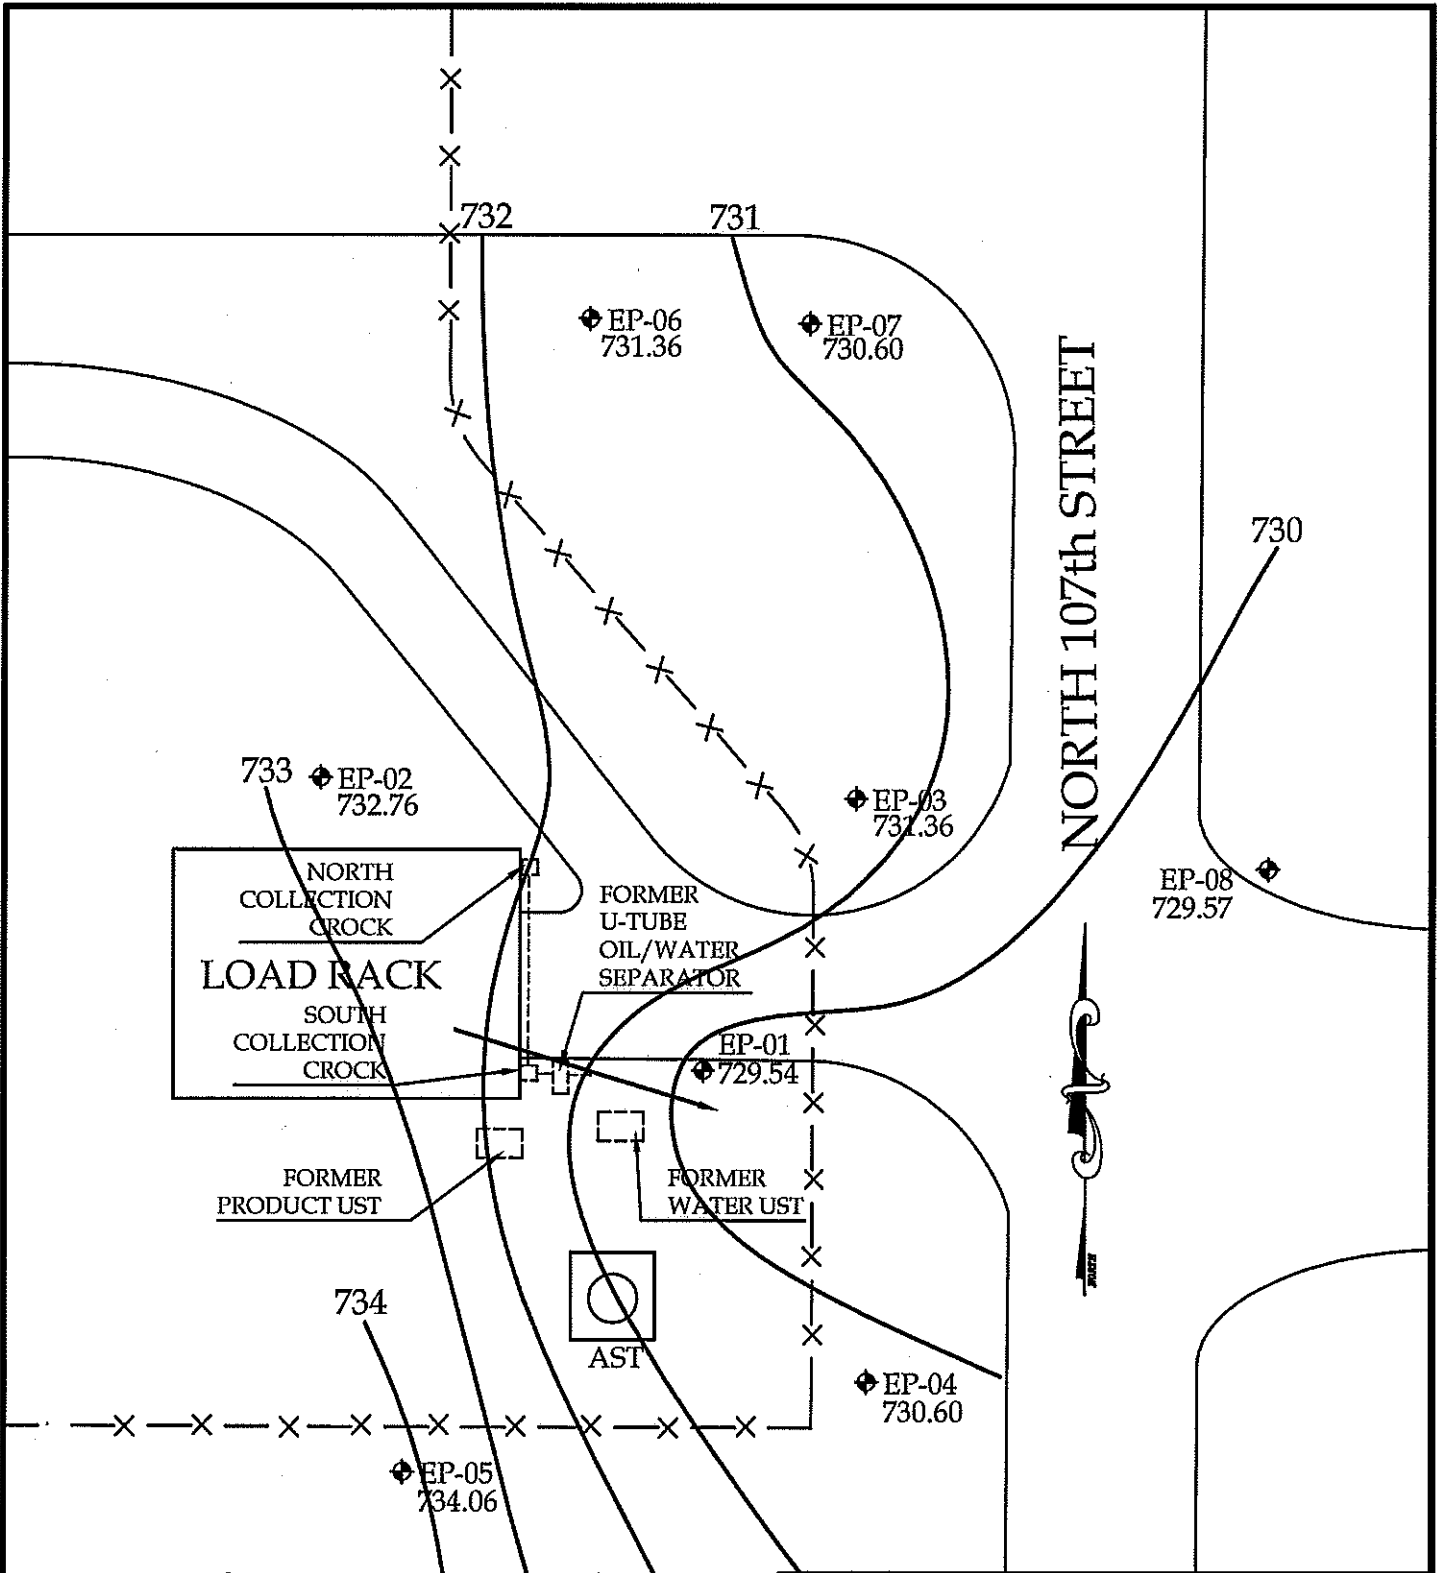 732
731
EP-06
731.36
EP-07
730.60
NORTH 107th STREET
730
733
EP-02
732.76
EP-03
731.36
NORTH
COLLECTION
CROCK
FORMER
U-TUBE
OIL/WATER
SEPARATOR
EP-08
729.57
LOAD RACK
SOUTH
COLLECTION
CROCK
EP-01
729.54
FORMER
PRODUCT UST
FORMER
WATER UST
NORTH
734
AST
EP-04
730.60
EP-05
734.06